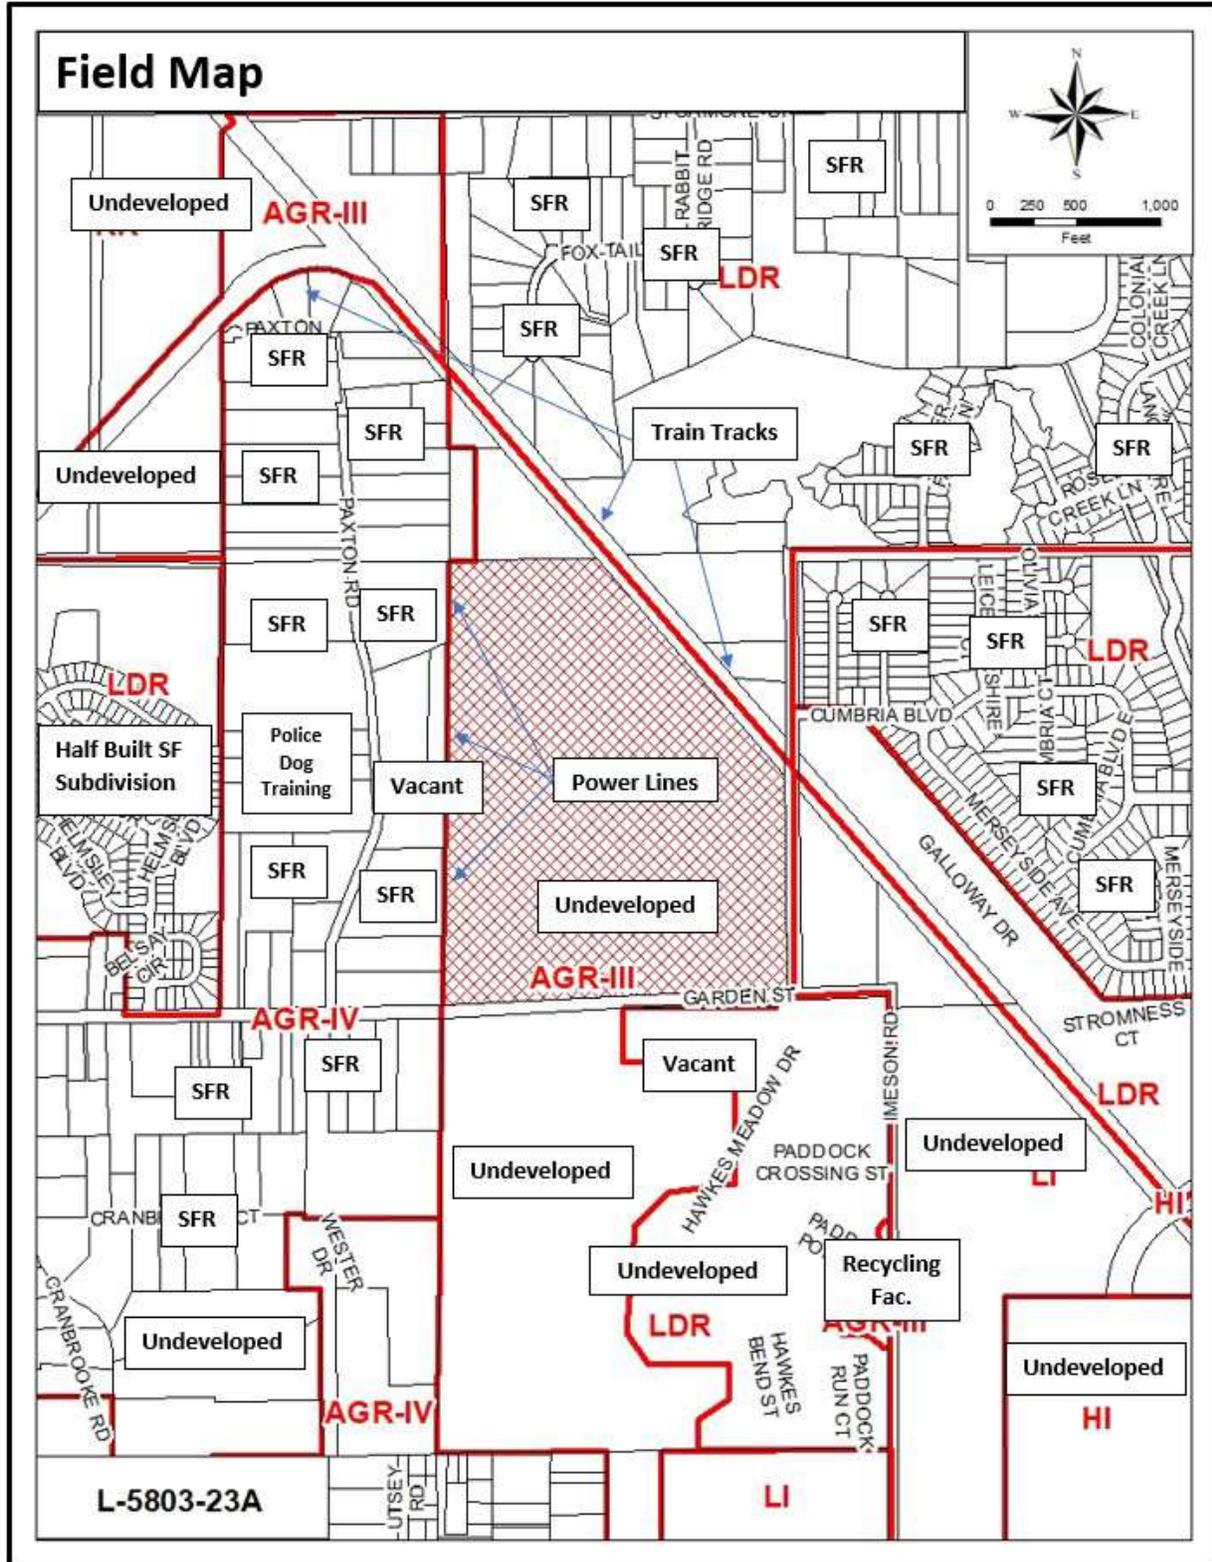 Field Map
N
W
E
S
0 250 500 1,000
Feet
Undeveloped
AGR-III
SFR
RABBIT
RIDGE RD
SFR
FOX-TAIL
SFR
LDR
SFR
COLONIAL
CREEK LN
PAXTON
SFR
SFR
Train Tracks
SFR
SFR
Undeveloped
SFR
CREEK LN
PAXTON RD
SFR
SFR
SFR
SFR
OLIVIA
LDR
LDR
CUMBRIA BLVD
Half Built SF
Subdivision
Police
Dog
Training
Vacant
Power Lines
SFR
HELMSLEY
BLVD
BLVD
MERSEYSIDE AVE
GALLOWAY DR
SFR
SFR
SFR
MERSEYSIDE
Undeveloped
BELSAY
CIR
AGR-III
GARDEN ST
AGR-IV
STROMNESS
CT
IMESON RD
SFR
SFR
Vacant
HAWKES MEADOW DR
LDR
Undeveloped
PADDOCK
CROSSING ST
Undeveloped
LI
HI
SFR
CT
WESTER
DR
Undeveloped
Recycling
Fac.
CRANBROOKE RD
Undeveloped
LDR
AGR-III
HAWKES
BEND ST
PADDOCK
RUN CT
Undeveloped
HI
AGR-IV
L-5803-23A
UTSEY
RD
LI